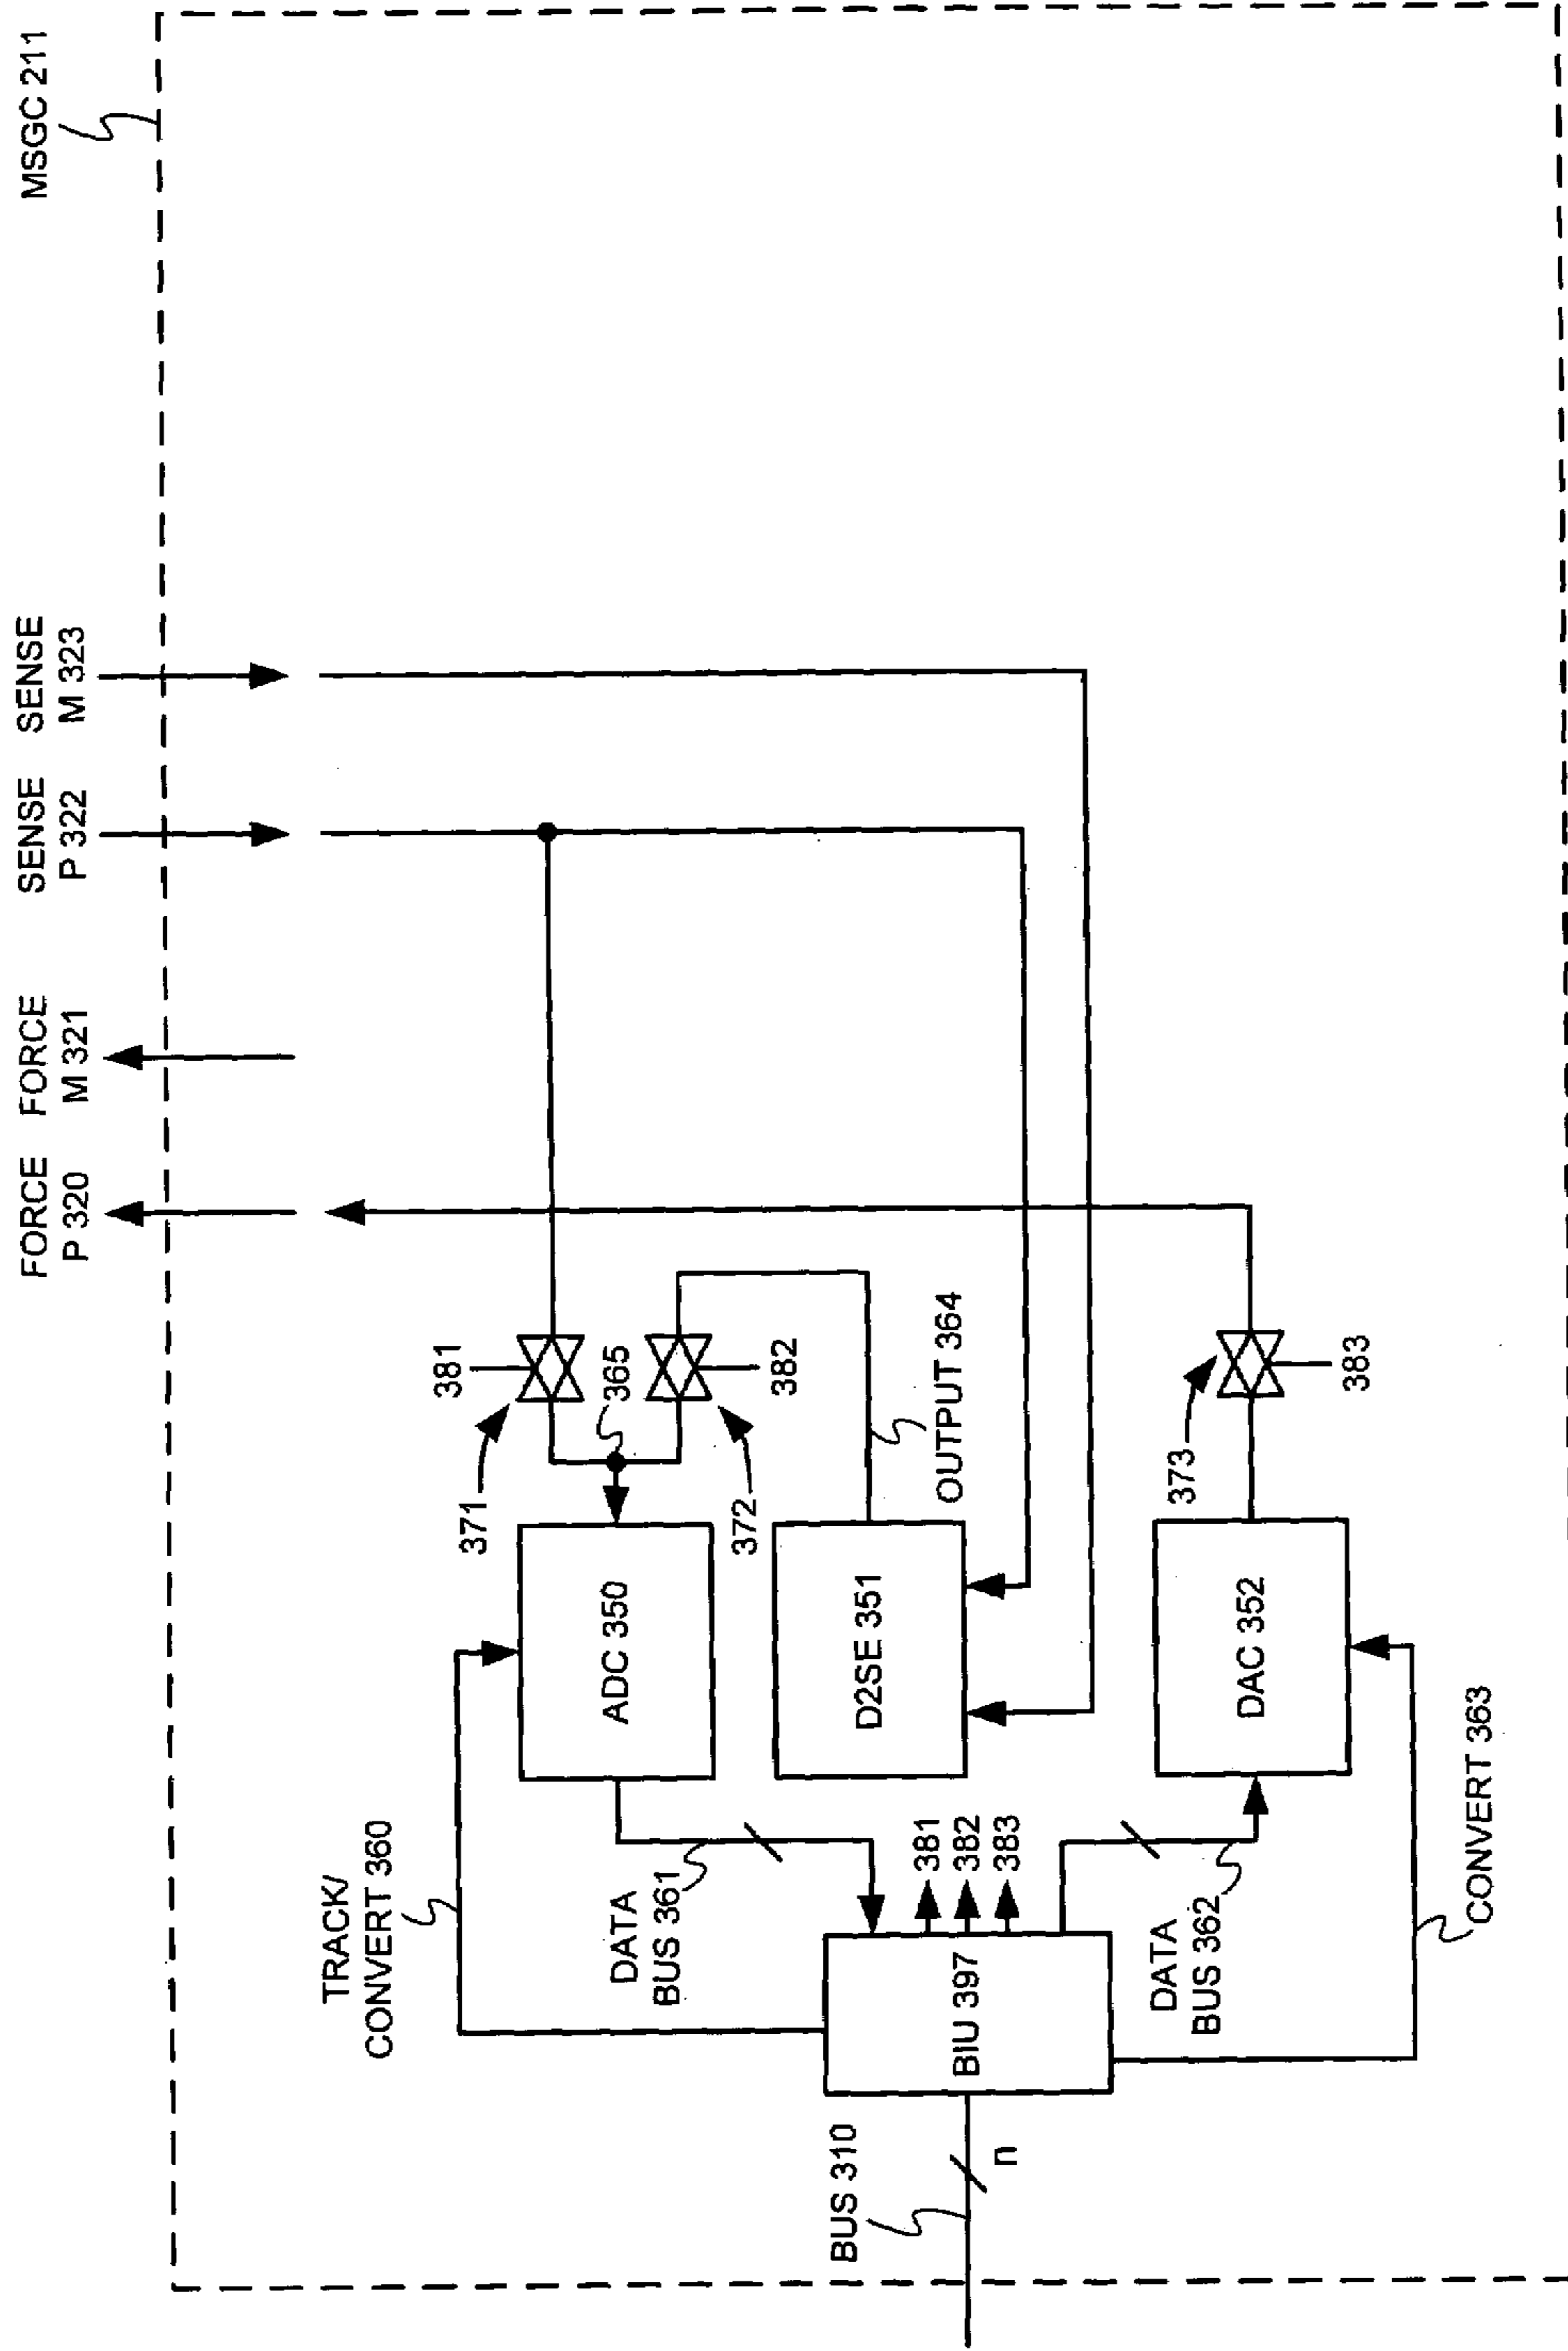 MSGC 211
FORCE
P 320
FORCE
M 321
SENSE
P 322
SENSE
M 323
381
371
365
372
382
OUTPUT 364
373
383
ADC 350
D2SE 351
DAC 352
TRACK/
CONVERT 360
DATA
BUS 361
381
382
383
DATA
BUS 362
CONVERT 363
BIU 397
BUS 310
n